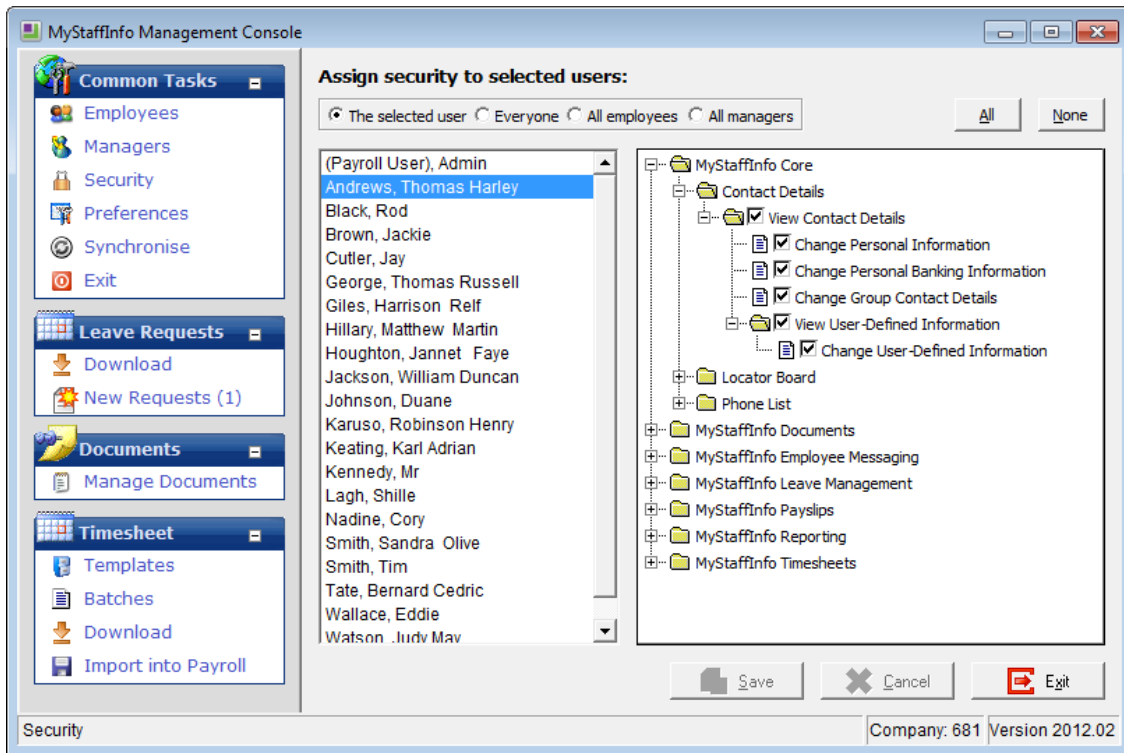 MyStaffInfo Management Console
Common Tasks
Employees
Managers
Security
Preferences
Synchronise
Exit
Leave Requests
Download
New Requests (1)
Documents
Manage Documents
Timesheet
Templates
Batches
Download
Import into Payroll
Assign security to selected users:
The selected user Everyone All employees All managers
All None
(Payroll User), Admin
Andrews, Thomas Harley
Black, Rod
Brown, Jackie
Cutler, Jay
George, Thomas Russell
Giles, Harrison Relf
Hillary, Matthew Martin
Houghton, Jannet Faye
Jackson, William Duncan
Johnson, Duane
Karuso, Robinson Henry
Keating, Karl Adrian
Kennedy, Mr
Lagh, Shille
Nadine, Cory
Smith, Sandra Olive
Smith, Tim
Tate, Bernard Cedric
Wallace, Eddie
Watson, Judy May
MyStaffInfo Core
Contact Details
View Contact Details
Change Personal Information
Change Personal Banking Information
Change Group Contact Details
View User-Defined Information
Change User-Defined Information
Locator Board
Phone List
MyStaffInfo Documents
MyStaffInfo Employee Messaging
MyStaffInfo Leave Management
MyStaffInfo Payslips
MyStaffInfo Reporting
MyStaffInfo Timesheets
Save Cancel Exit
Security Company: 681 Version 2012.02